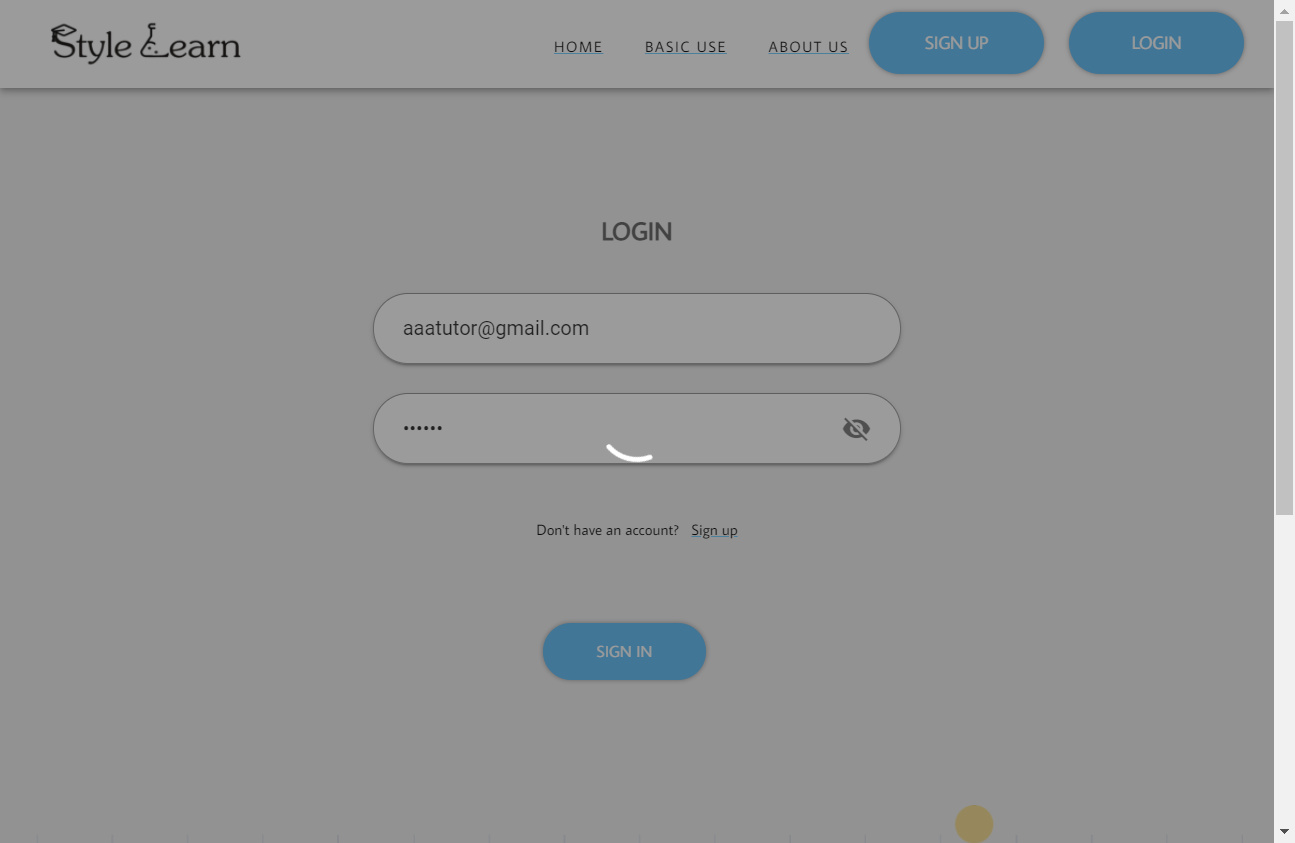 Style Learn
HOME BASIC USE ABOUT US SIGN UP LOGIN
LOGIN
aaatutor@gmail.com
••••••
Don't have an account? Sign up
SIGN IN